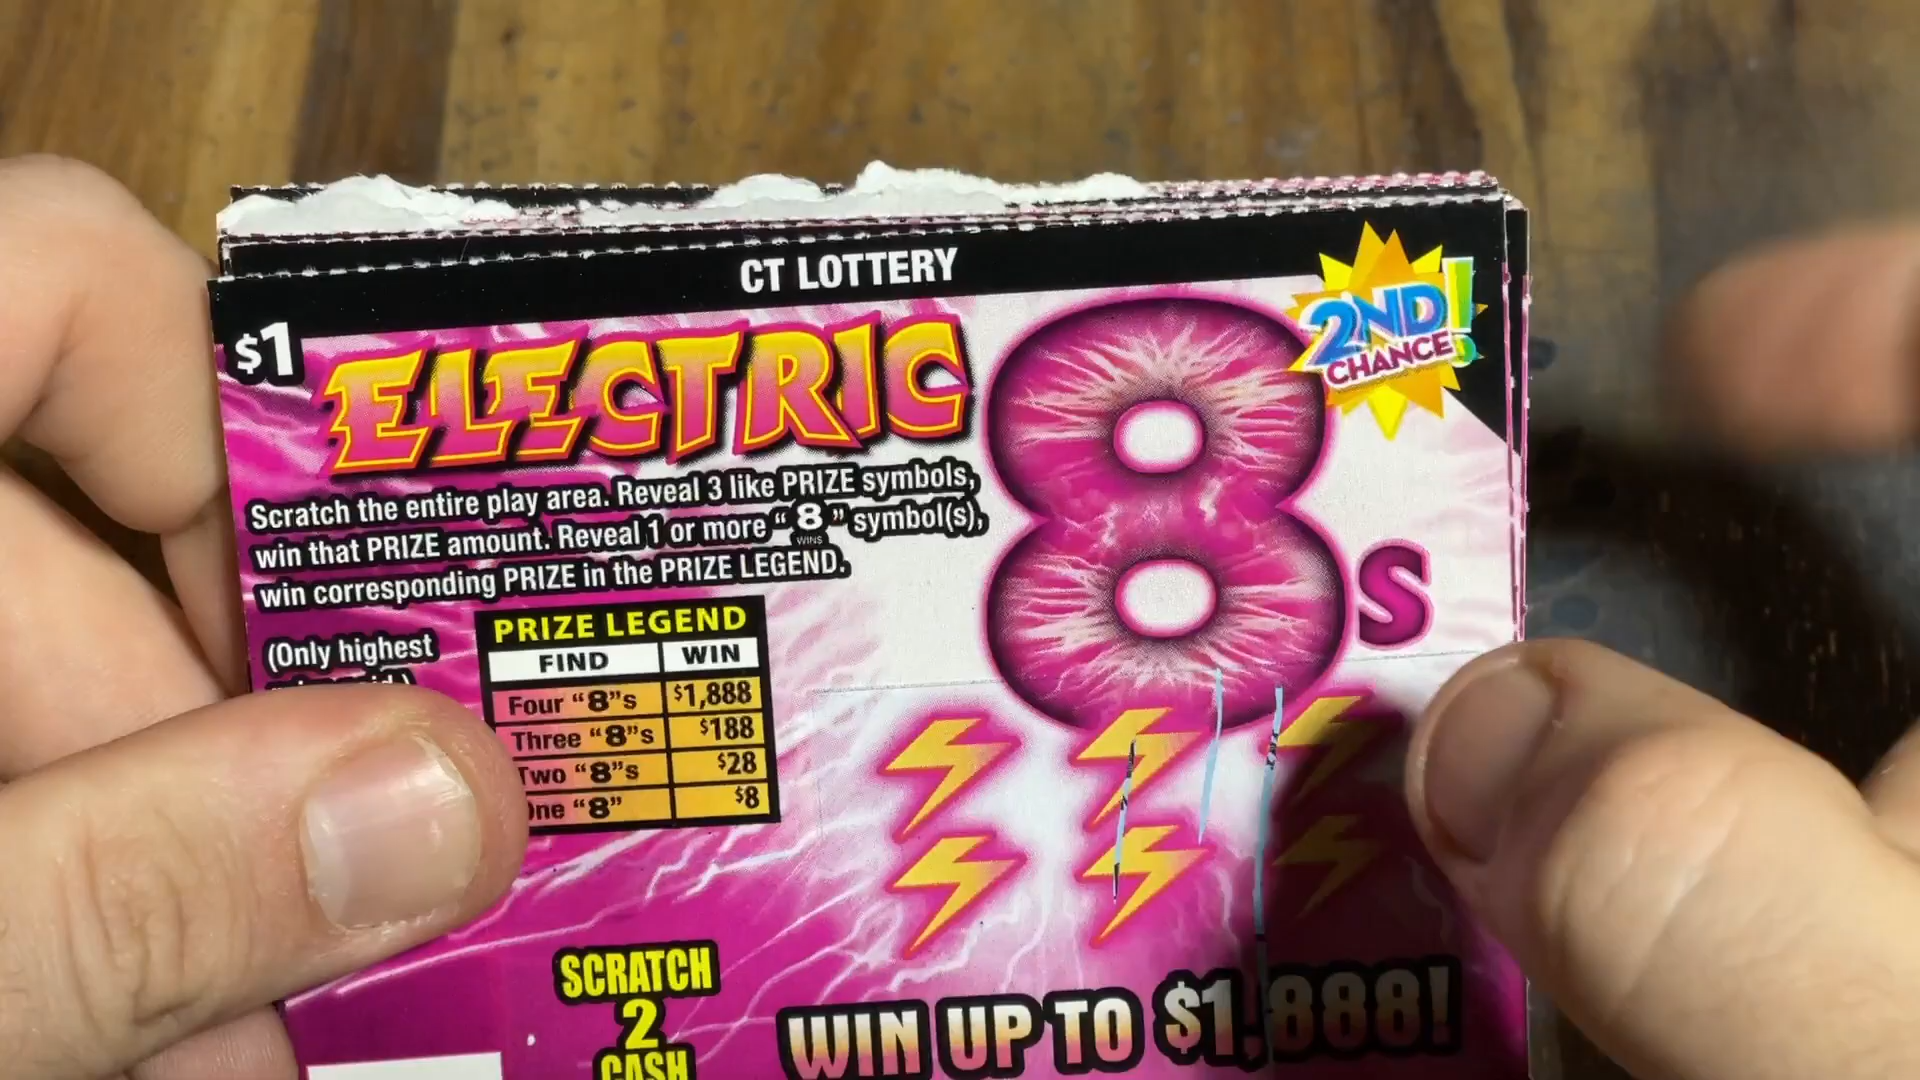 CT LOTTERY
$1
ELECTRIC 8s
2ND!
CHANCE
Scratch the entire play area. Reveal 3 like PRIZE symbols,
win that PRIZE amount. Reveal 1 or more “8” symbol(s),
WINS
win corresponding PRIZE in the PRIZE LEGEND.
(Only highest
PRIZE LEGEND
FIND WIN
Four “8”s $1,888
Three “8”s $188
Two “8”s $28
One “8” $8
SCRATCH
2
CASH
WIN UP TO $1,888!